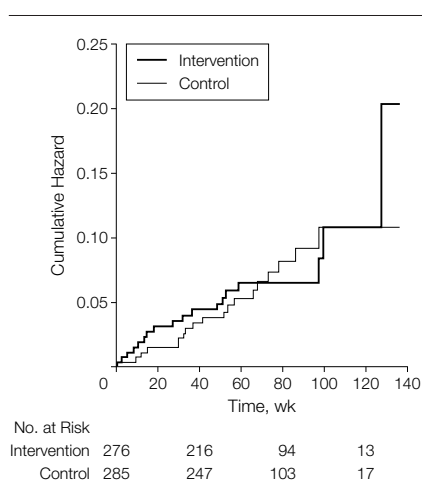 0.25
Intervention
Control
0.20
0.15
Cumulative Hazard
0.10
0.05
0 20 40 60 80 100 120 140
Time, wk
No. at Risk
Intervention 276 216 94 13
Control 285 247 103 17